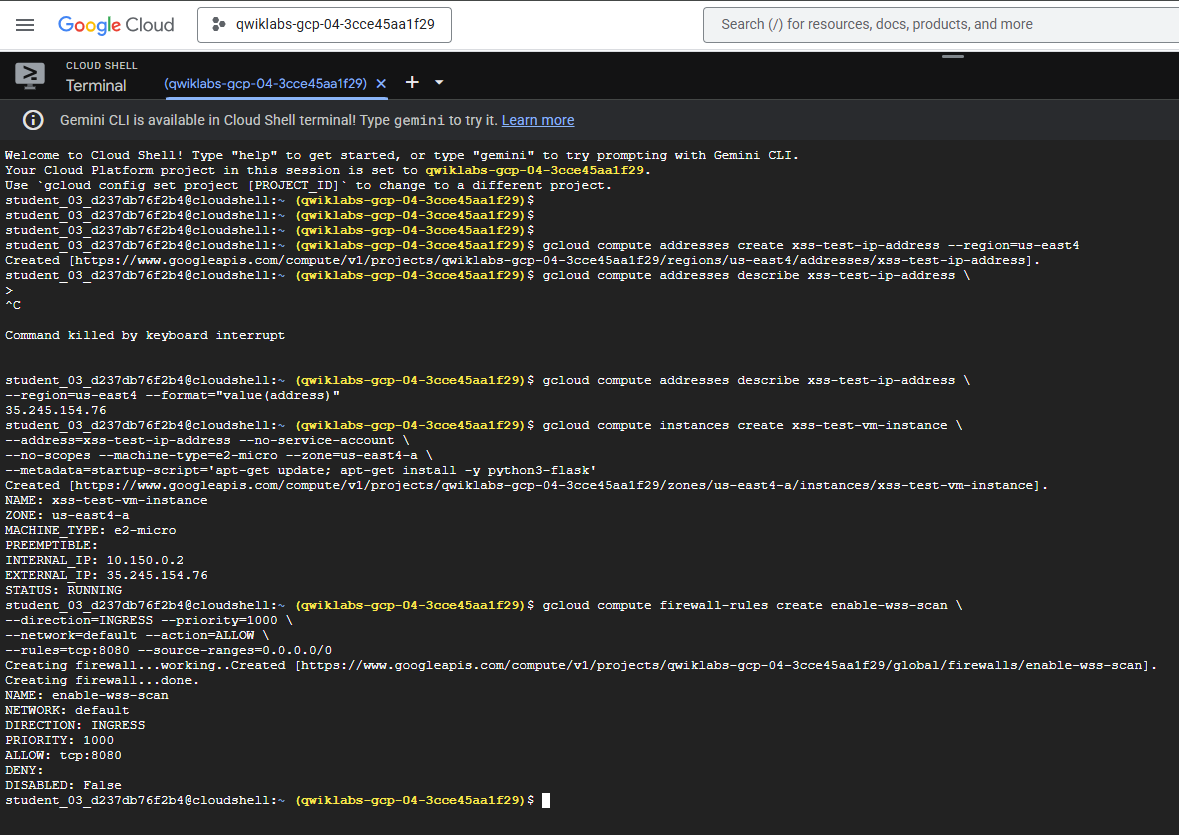 Google Cloud
qwiklabs-gcp-04-3cce45aa1f29
Search (/) for resources, docs, products, and more
CLOUD SHELL
Terminal
(qwiklabs-gcp-04-3cce45aa1f29) × + ▾
Gemini CLI is available in Cloud Shell terminal! Type gemini to try it. Learn more
Welcome to Cloud Shell! Type "help" to get started, or type "gemini" to try prompting with Gemini CLI.
Your Cloud Platform project in this session is set to qwiklabs-gcp-04-3cce45aa1f29.
Use `gcloud config set project [PROJECT_ID]` to change to a different project.
student_03_d237db76f2b4@cloudshell:~ (qwiklabs-gcp-04-3cce45aa1f29)$
student_03_d237db76f2b4@cloudshell:~ (qwiklabs-gcp-04-3cce45aa1f29)$
student_03_d237db76f2b4@cloudshell:~ (qwiklabs-gcp-04-3cce45aa1f29)$
student_03_d237db76f2b4@cloudshell:~ (qwiklabs-gcp-04-3cce45aa1f29)$ gcloud compute addresses create xss-test-ip-address --region=us-east4
Created [https://www.googleapis.com/compute/v1/projects/qwiklabs-gcp-04-3cce45aa1f29/regions/us-east4/addresses/xss-test-ip-address].
student_03_d237db76f2b4@cloudshell:~ (qwiklabs-gcp-04-3cce45aa1f29)$ gcloud compute addresses describe xss-test-ip-address \
>
^C
Command killed by keyboard interrupt
student_03_d237db76f2b4@cloudshell:~ (qwiklabs-gcp-04-3cce45aa1f29)$ gcloud compute addresses describe xss-test-ip-address \
--region=us-east4 --format="value(address)"
35.245.154.76
student_03_d237db76f2b4@cloudshell:~ (qwiklabs-gcp-04-3cce45aa1f29)$ gcloud compute instances create xss-test-vm-instance \
--address=xss-test-ip-address --no-service-account \
--no-scopes --machine-type=e2-micro --zone=us-east4-a \
--metadata=startup-script='apt-get update; apt-get install -y python3-flask'
Created [https://www.googleapis.com/compute/v1/projects/qwiklabs-gcp-04-3cce45aa1f29/zones/us-east4-a/instances/xss-test-vm-instance].
NAME: xss-test-vm-instance
ZONE: us-east4-a
MACHINE_TYPE: e2-micro
PREEMPTIBLE:
INTERNAL_IP: 10.150.0.2
EXTERNAL_IP: 35.245.154.76
STATUS: RUNNING
student_03_d237db76f2b4@cloudshell:~ (qwiklabs-gcp-04-3cce45aa1f29)$ gcloud compute firewall-rules create enable-wss-scan \
--direction=INGRESS --priority=1000 \
--network=default --action=ALLOW \
--rules=tcp:8080 --source-ranges=0.0.0.0/0
Creating firewall...working..Created [https://www.googleapis.com/compute/v1/projects/qwiklabs-gcp-04-3cce45aa1f29/global/firewalls/enable-wss-scan].
Creating firewall...done.
NAME: enable-wss-scan
NETWORK: default
DIRECTION: INGRESS
PRIORITY: 1000
ALLOW: tcp:8080
DENY:
DISABLED: False
student_03_d237db76f2b4@cloudshell:~ (qwiklabs-gcp-04-3cce45aa1f29)$